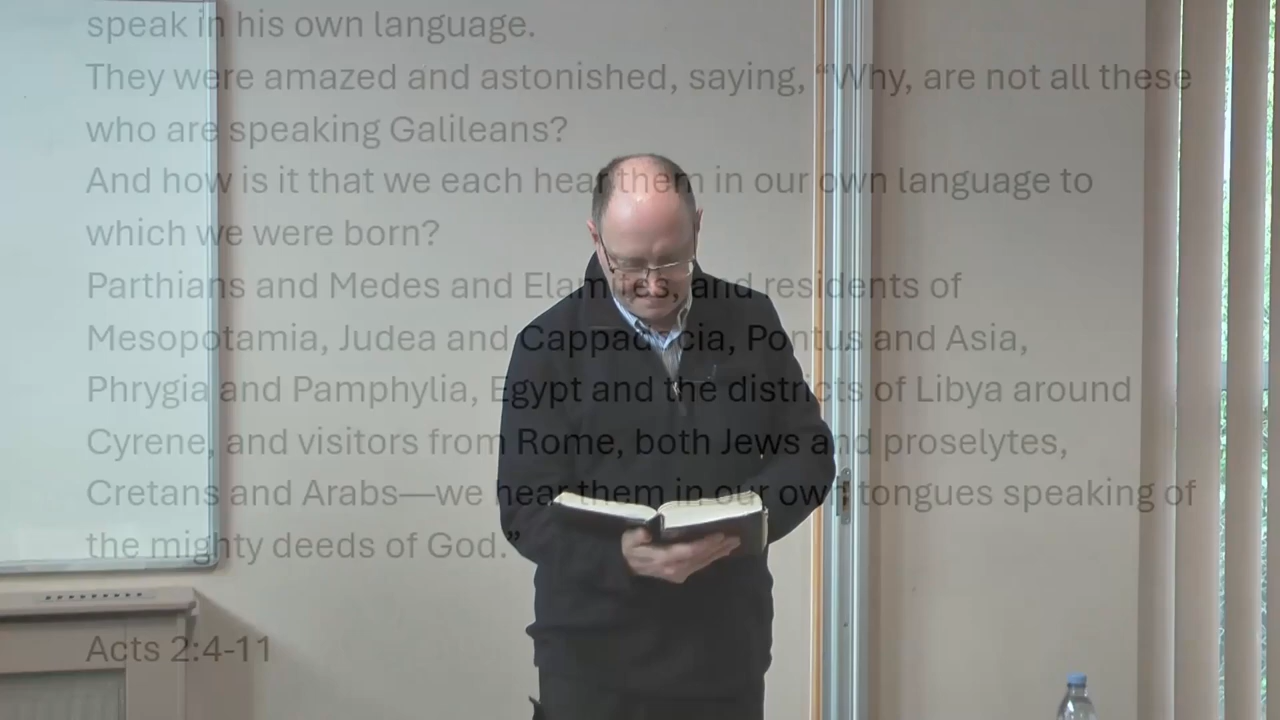 speak in his own language.
They were amazed and astonished, saying, “Why, are not all these
who are speaking Galileans?
And how is it that we each hear them in our own language to
which we were born?
Parthians and Medes and Elamites, and residents of
Mesopotamia, Judea and Cappadocia, Pontus and Asia,
Phrygia and Pamphylia, Egypt and the districts of Libya around
Cyrene, and visitors from Rome, both Jews and proselytes,
Cretans and Arabs—we hear them in our own tongues speaking of
the mighty deeds of God.”
Acts 2:4-11